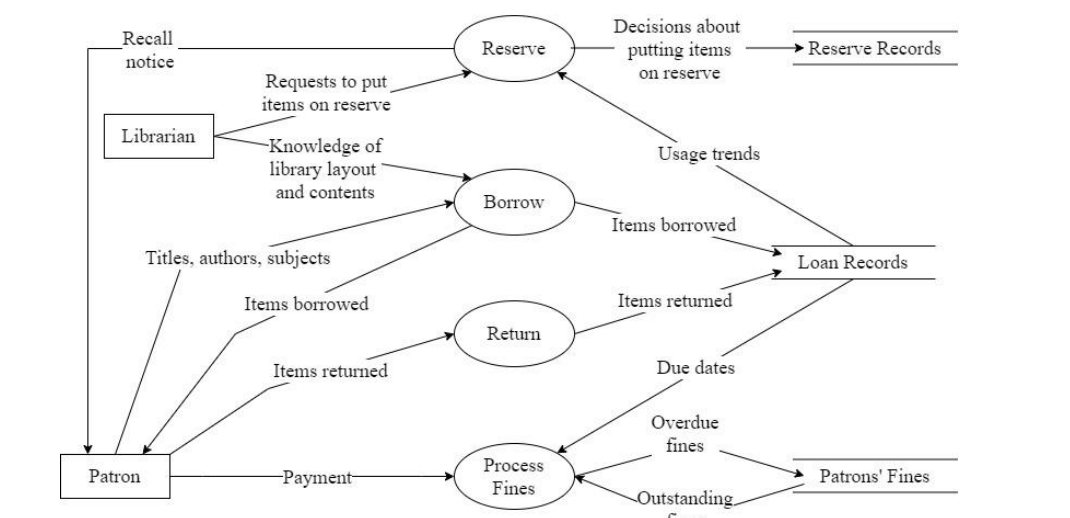 Recall
notice
Reserve
Decisions about
putting items
on reserve
Reserve Records
Requests to put
items on reserve
Librarian
Knowledge of
library layout
and contents
Usage trends
Borrow
Items borrowed
Titles, authors, subjects
Loan Records
Items borrowed
Items returned
Return
Items returned
Due dates
Overdue
fines
Patron
Payment
Process
Fines
Patrons' Fines
Outstanding